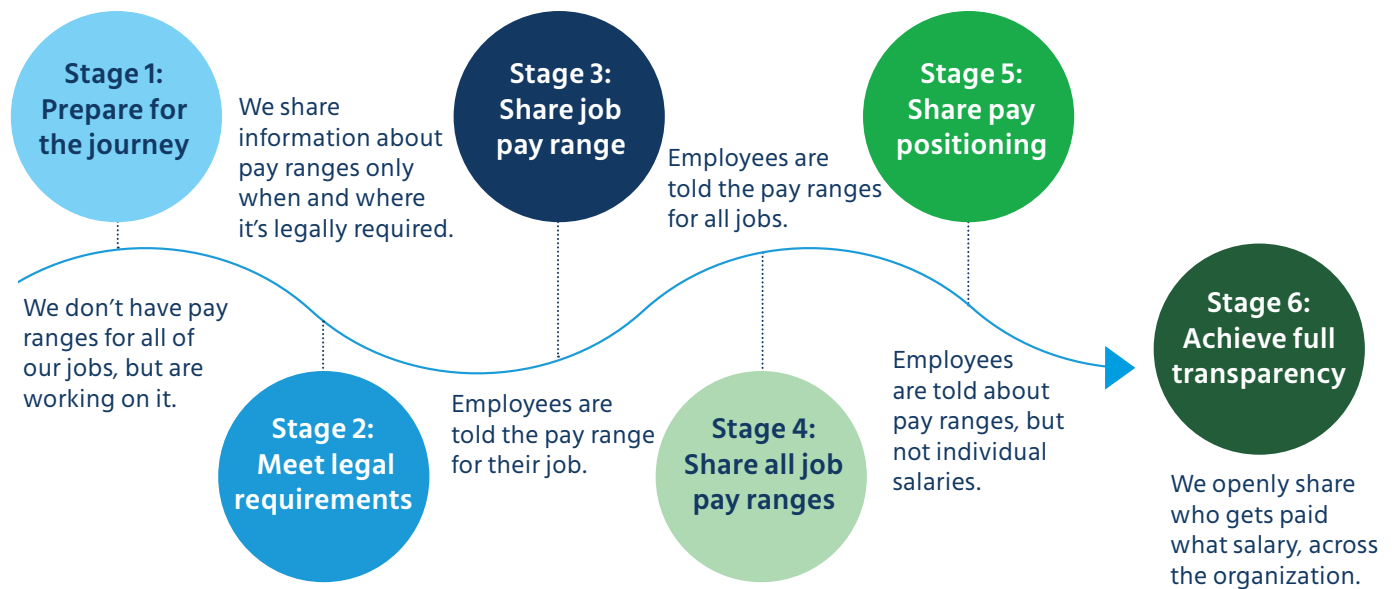 Stage 1:
Prepare for
the journey
We don’t have pay
ranges for all of
our jobs, but are
working on it.
Stage 2:
Meet legal
requirements
We share
information about
pay ranges only
when and where
it’s legally required.
Stage 3:
Share job
pay range
Employees are
told the pay range
for their job.
Stage 4:
Share all job
pay ranges
Employees are
told the pay ranges
for all jobs.
Stage 5:
Share pay
positioning
Employees
are told about
pay ranges, but
not individual
salaries.
Stage 6:
Achieve full
transparency
We openly share
who gets paid
what salary, across
the organization.